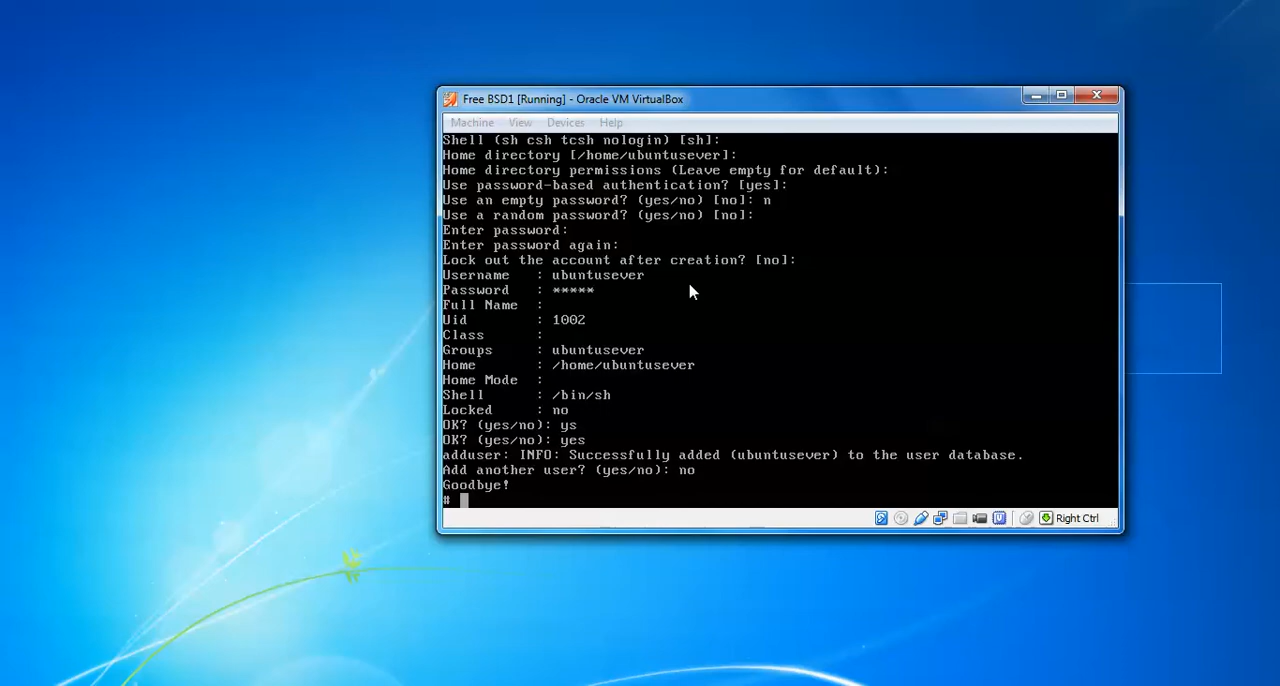 Free BSD1 [Running] - Oracle VM VirtualBox
Machine View Devices Help
Shell (sh csh tcsh nologin) [sh]:
Home directory [/home/ubuntusever]:
Home directory permissions (Leave empty for default):
Use password-based authentication? [yes]:
Use an empty password? (yes/no) [no]: n
Use a random password? (yes/no) [no]:
Enter password:
Enter password again:
Lock out the account after creation? [no]:
Username : ubuntusever
Password : *****
Full Name :
Uid : 1002
Class :
Groups : ubuntusever
Home : /home/ubuntusever
Home Mode :
Shell : /bin/sh
Locked : no
OK? (yes/no): ys
OK? (yes/no): yes
adduser: INFO: Successfully added (ubuntusever) to the user database.
Add another user? (yes/no): no
Goodbye!
#
Right Ctrl